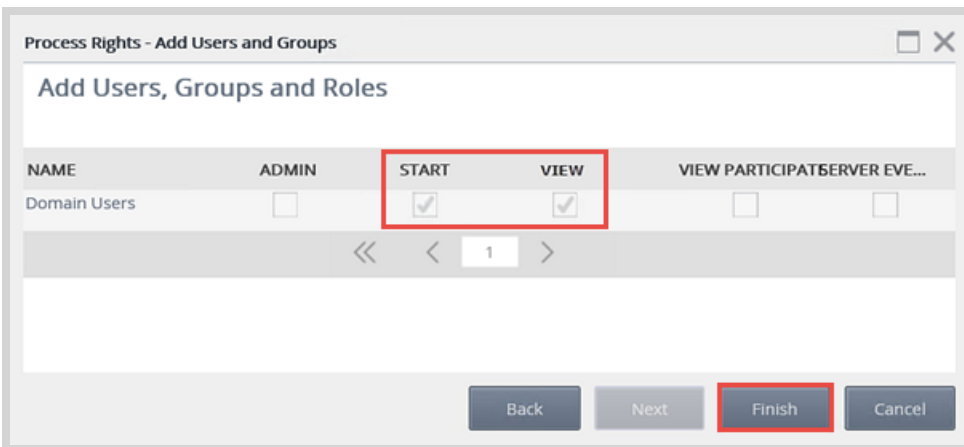 Process Rights - Add Users and Groups
Add Users, Groups and Roles
NAME ADMIN START VIEW VIEW PARTICIPATSERVER EVE...
Domain Users
1
Back Next Finish Cancel